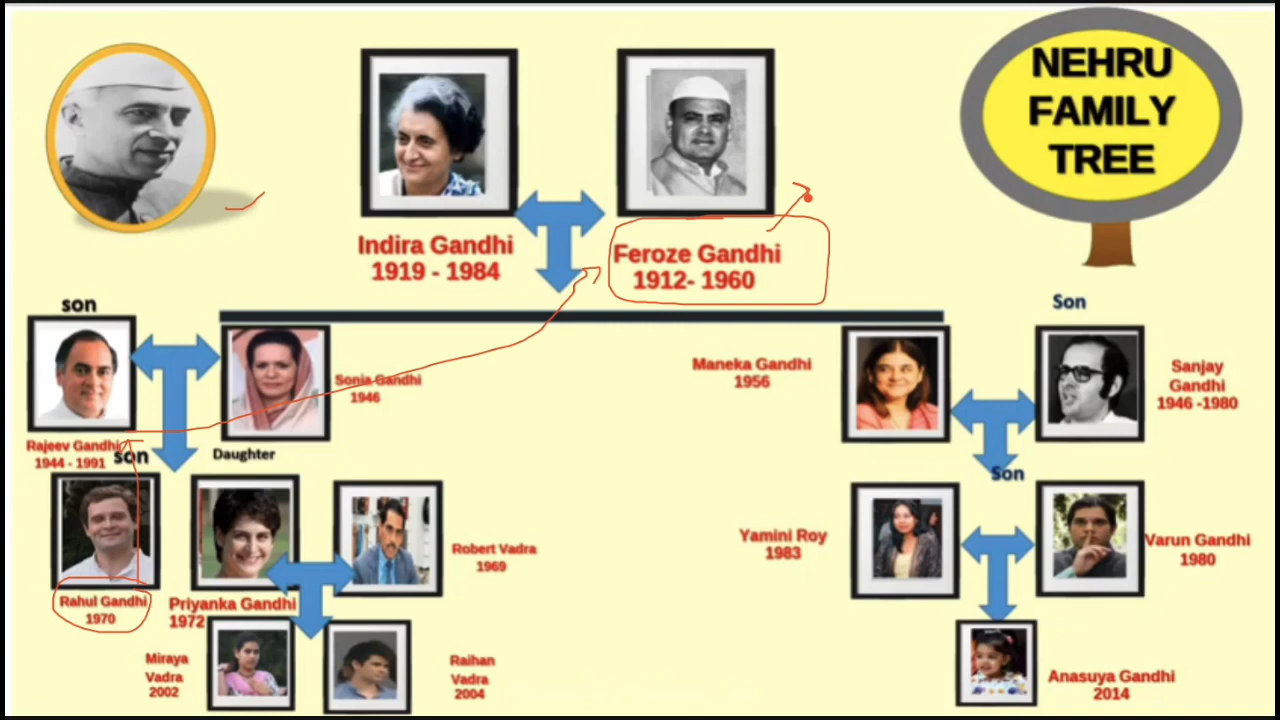 NEHRU
FAMILY
TREE
Indira Gandhi
1919 - 1984
Feroze Gandhi
1912- 1960
son
Son
Rajeev Gandhi
1944 - 1991
Sonia Gandhi
1946
Maneka Gandhi
1956
Sanjay
Gandhi
1946 -1980
son
Daughter
Son
Rahul Gandhi
1970
Priyanka Gandhi
1972
Robert Vadra
1969
Yamini Roy
1983
Varun Gandhi
1980
Miraya
Vadra
2002
Raihan
Vadra
2004
Anasuya Gandhi
2014